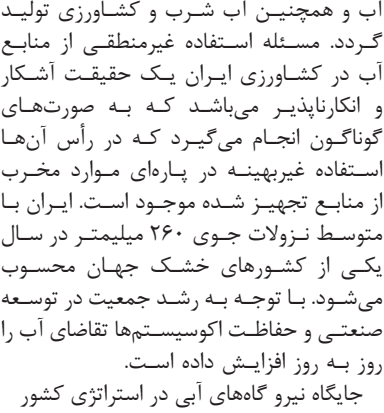 آب و همچنین آب شرب و کشاورزی تولید
گردد. مسئله استفاده غیرمنطقی از منابع
آب در کشاورزی ایران یک حقیقت آشکار
و انکارناپذیر می‌باشد که به صورت‌های
گوناگون انجام می‌گیرد که در رأس آن‌ها
استفاده غیربهینه در پاره‌ای موارد مخرب
از منابع تجهیز شده موجود است. ایران با
متوسط نزولات جوی ۲۶۰ میلیمتر در سال
یکی از کشورهای خشک جهان محسوب
می‌شود. با توجه به رشد جمعیت در توسعه
صنعتی و حفاظت اکوسیستم‌ها تقاضای آب را
روز به روز افزایش داده است.
جایگاه نیرو گاه‌های آبی در استراتژی کشور